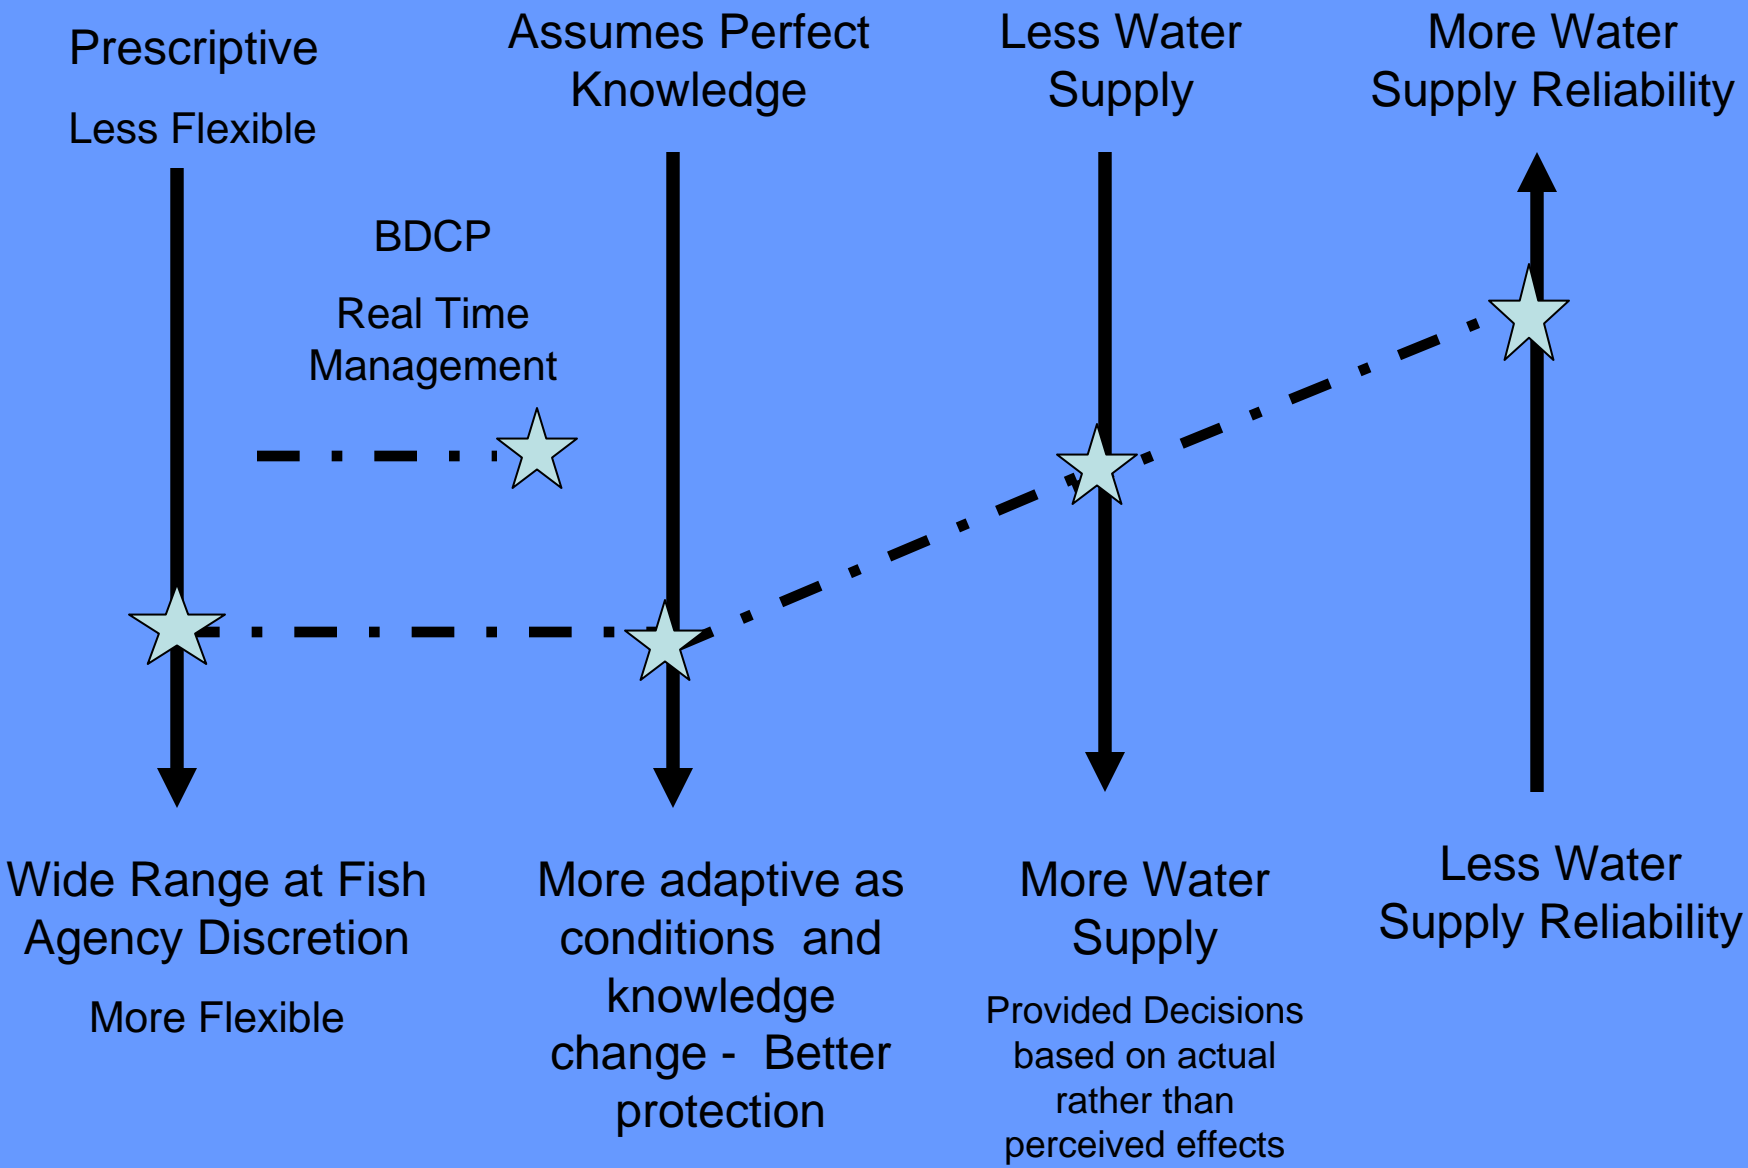 Prescriptive
Less Flexible
Assumes Perfect
Knowledge
Less Water
Supply
More Water
Supply Reliability
BDCP
Real Time
Management
Wide Range at Fish
Agency Discretion
More Flexible
More adaptive as
conditions  and
knowledge
change -  Better
protection
More Water
Supply
Provided Decisions
based on actual
rather than
perceived effects
Less Water
Supply Reliability